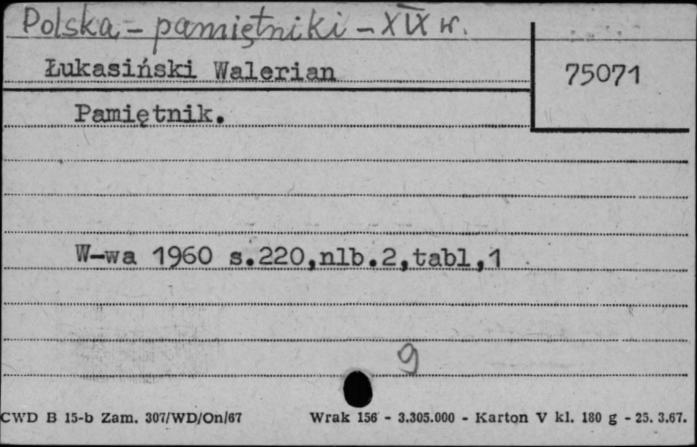 Polska - pamiętniki - XIX w.
Łukasiński Walerian
75071
Pamiętnik.
W-wa 1960 s.220,nlb.2,tabl,1
9
CWD B 15-b Zam. 307/WD/On/67 Wrak 156 - 3.305.000 - Karton V kl. 180 g - 25. 3.67.